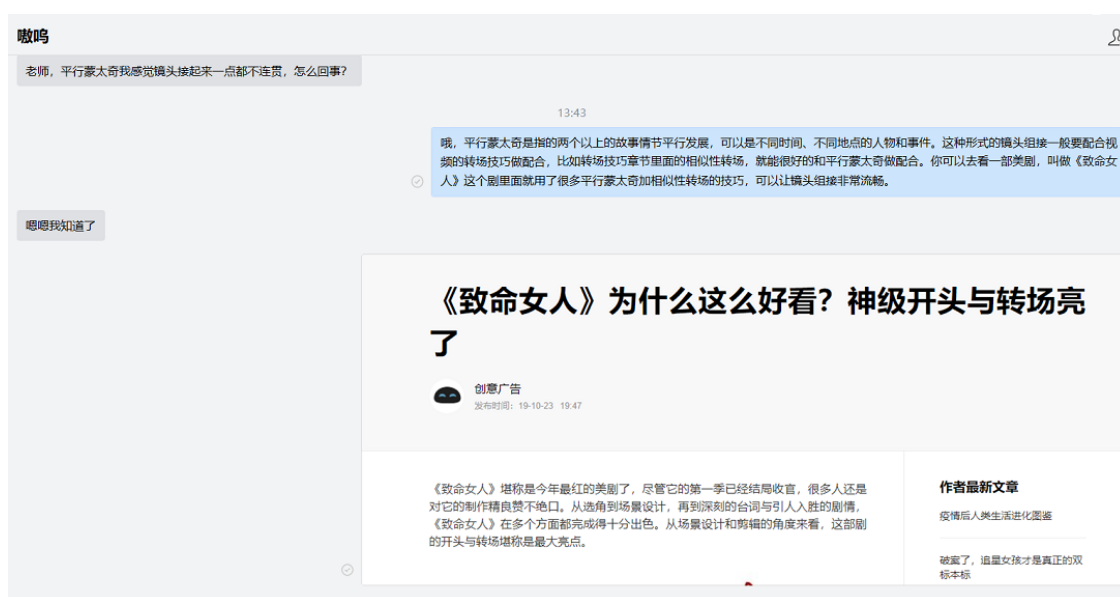 嗷呜
老师，平行蒙太奇我感觉镜头接起来一点都不连贯，怎么回事？
13:43
哦，平行蒙太奇是指的两个以上的故事情节平行发展，可以是不同时间、不同地点的人物和事件。这种形式的镜头组接一般要配合视
频的转场技巧做配合，比如转场技巧章节里面的相似性转场，就能很好的和平行蒙太奇做配合。你可以去看一部美剧，叫做《致命女
人》这个剧里面就用了很多平行蒙太奇加相似性转场的技巧，可以让镜头组接非常流畅。
嗯嗯我知道了
《致命女人》为什么这么好看？神级开头与转场亮
了
创意广告
发布时间：19-10-23 19:47
《致命女人》堪称是今年最红的美剧了，尽管它的第一季已经结局收官，很多人还是
对它的制作精良赞不绝口。从选角到场景设计，再到深刻的台词与引人入胜的剧情，
《致命女人》在多个方面都完成得十分出色。从场景设计和剪辑的角度来看，这部剧
的开头与转场堪称是最大亮点。
作者最新文章
疫情后人类生活进化图鉴
破案了，追星女孩才是真正的双
标本标